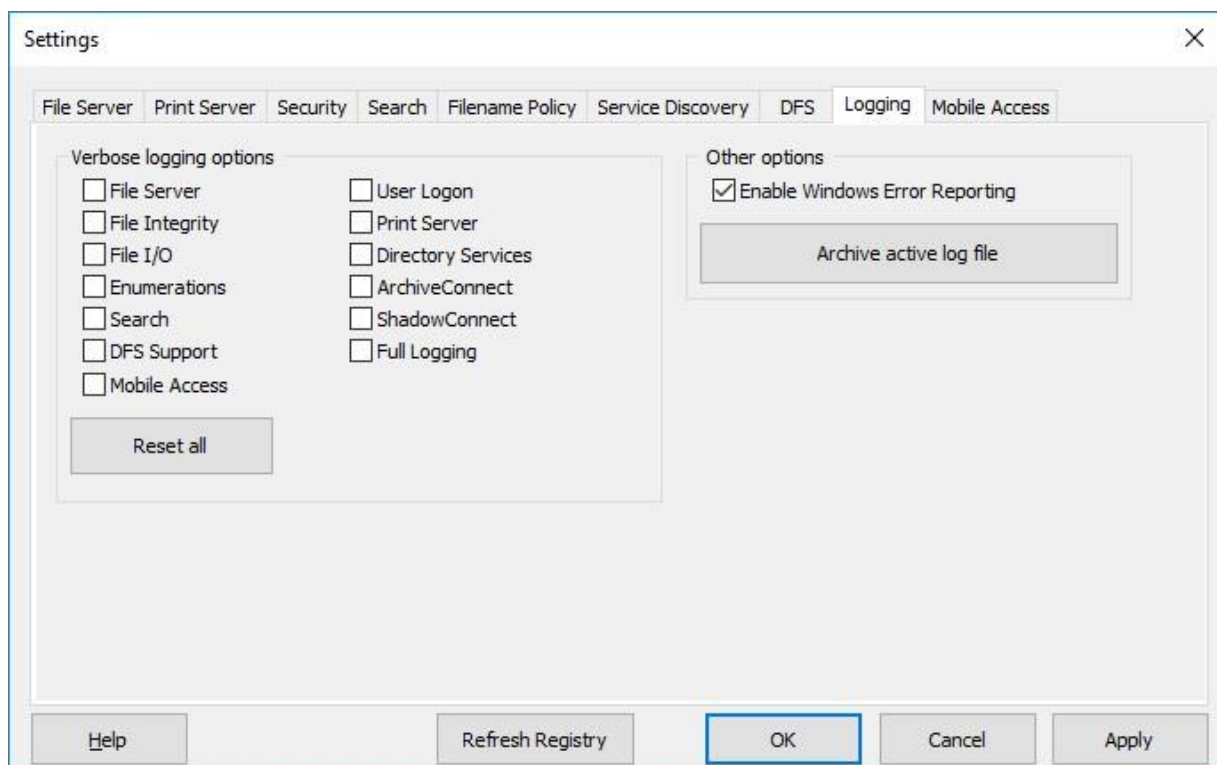 Settings
File Server Print Server Security Search Filename Policy Service Discovery DFS Logging Mobile Access
Verbose logging options
File Server
File Integrity
File I/O
Enumerations
Search
DFS Support
Mobile Access
User Logon
Print Server
Directory Services
ArchiveConnect
ShadowConnect
Full Logging
Reset all
Other options
Enable Windows Error Reporting
Archive active log file
Help Refresh Registry OK Cancel Apply